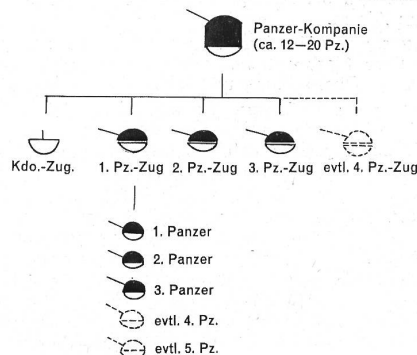 Panzer-Kompanie
(ca. 12—20 Pz.)
Kdo.-Zug. 1. Pz.-Zug 2. Pz.-Zug 3. Pz.-Zug evtl. 4. Pz.-Zug
1. Panzer
2. Panzer
3. Panzer
evtl. 4. Pz.
evtl. 5. Pz.